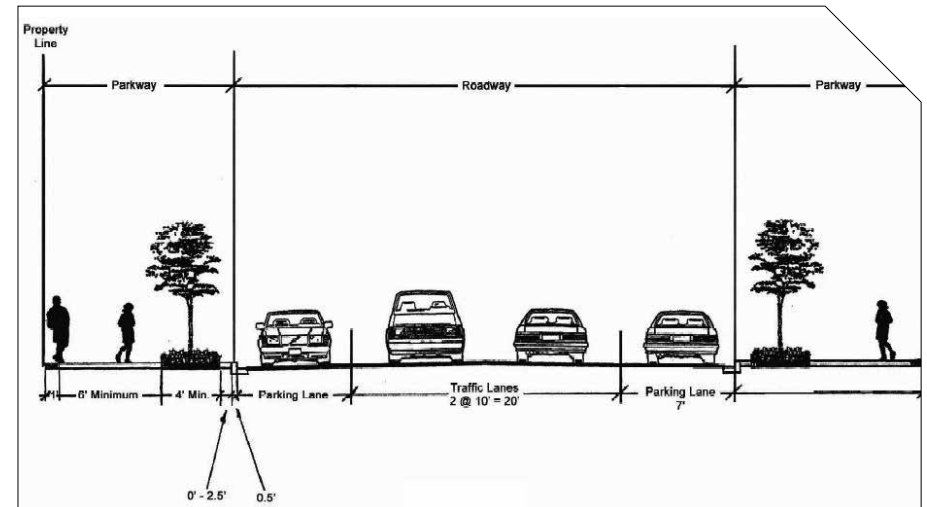 Property
Line
Parkway
Roadway
Parkway
1'
6' Minimum
4' Min.
Parking Lane
Traffic Lanes
2 @ 10' = 20'
Parking Lane
7'
0' - 2.5'
0.5'